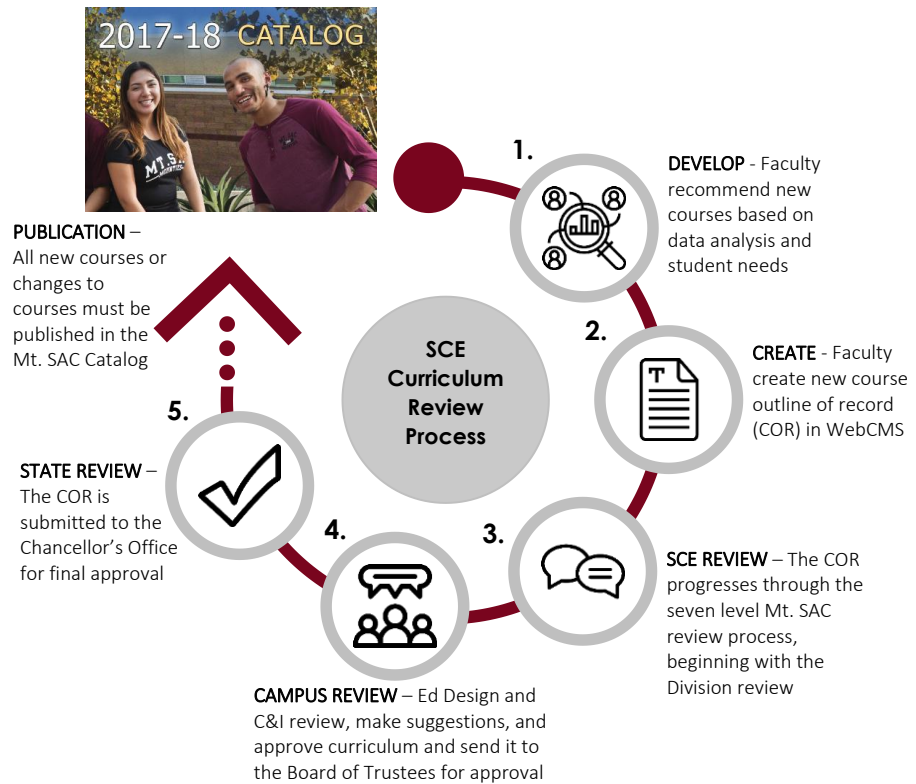 2017-18 CATALOG
MT. SAC
1.
DEVELOP - Faculty
recommend new
courses based on
data analysis and
student needs
2.
CREATE - Faculty
create new course
outline of record
(COR) in WebCMS
T
3.
SCE REVIEW – The COR
progresses through the
seven level Mt. SAC
review process,
beginning with the
Division review
4.
CAMPUS REVIEW – Ed Design and
C&I review, make suggestions, and
approve curriculum and send it to
the Board of Trustees for approval
5.
STATE REVIEW –
The COR is
submitted to the
Chancellor's Office
for final approval
PUBLICATION –
All new courses or
changes to
courses must be
published in the
Mt. SAC Catalog
SCE
Curriculum
Review
Process